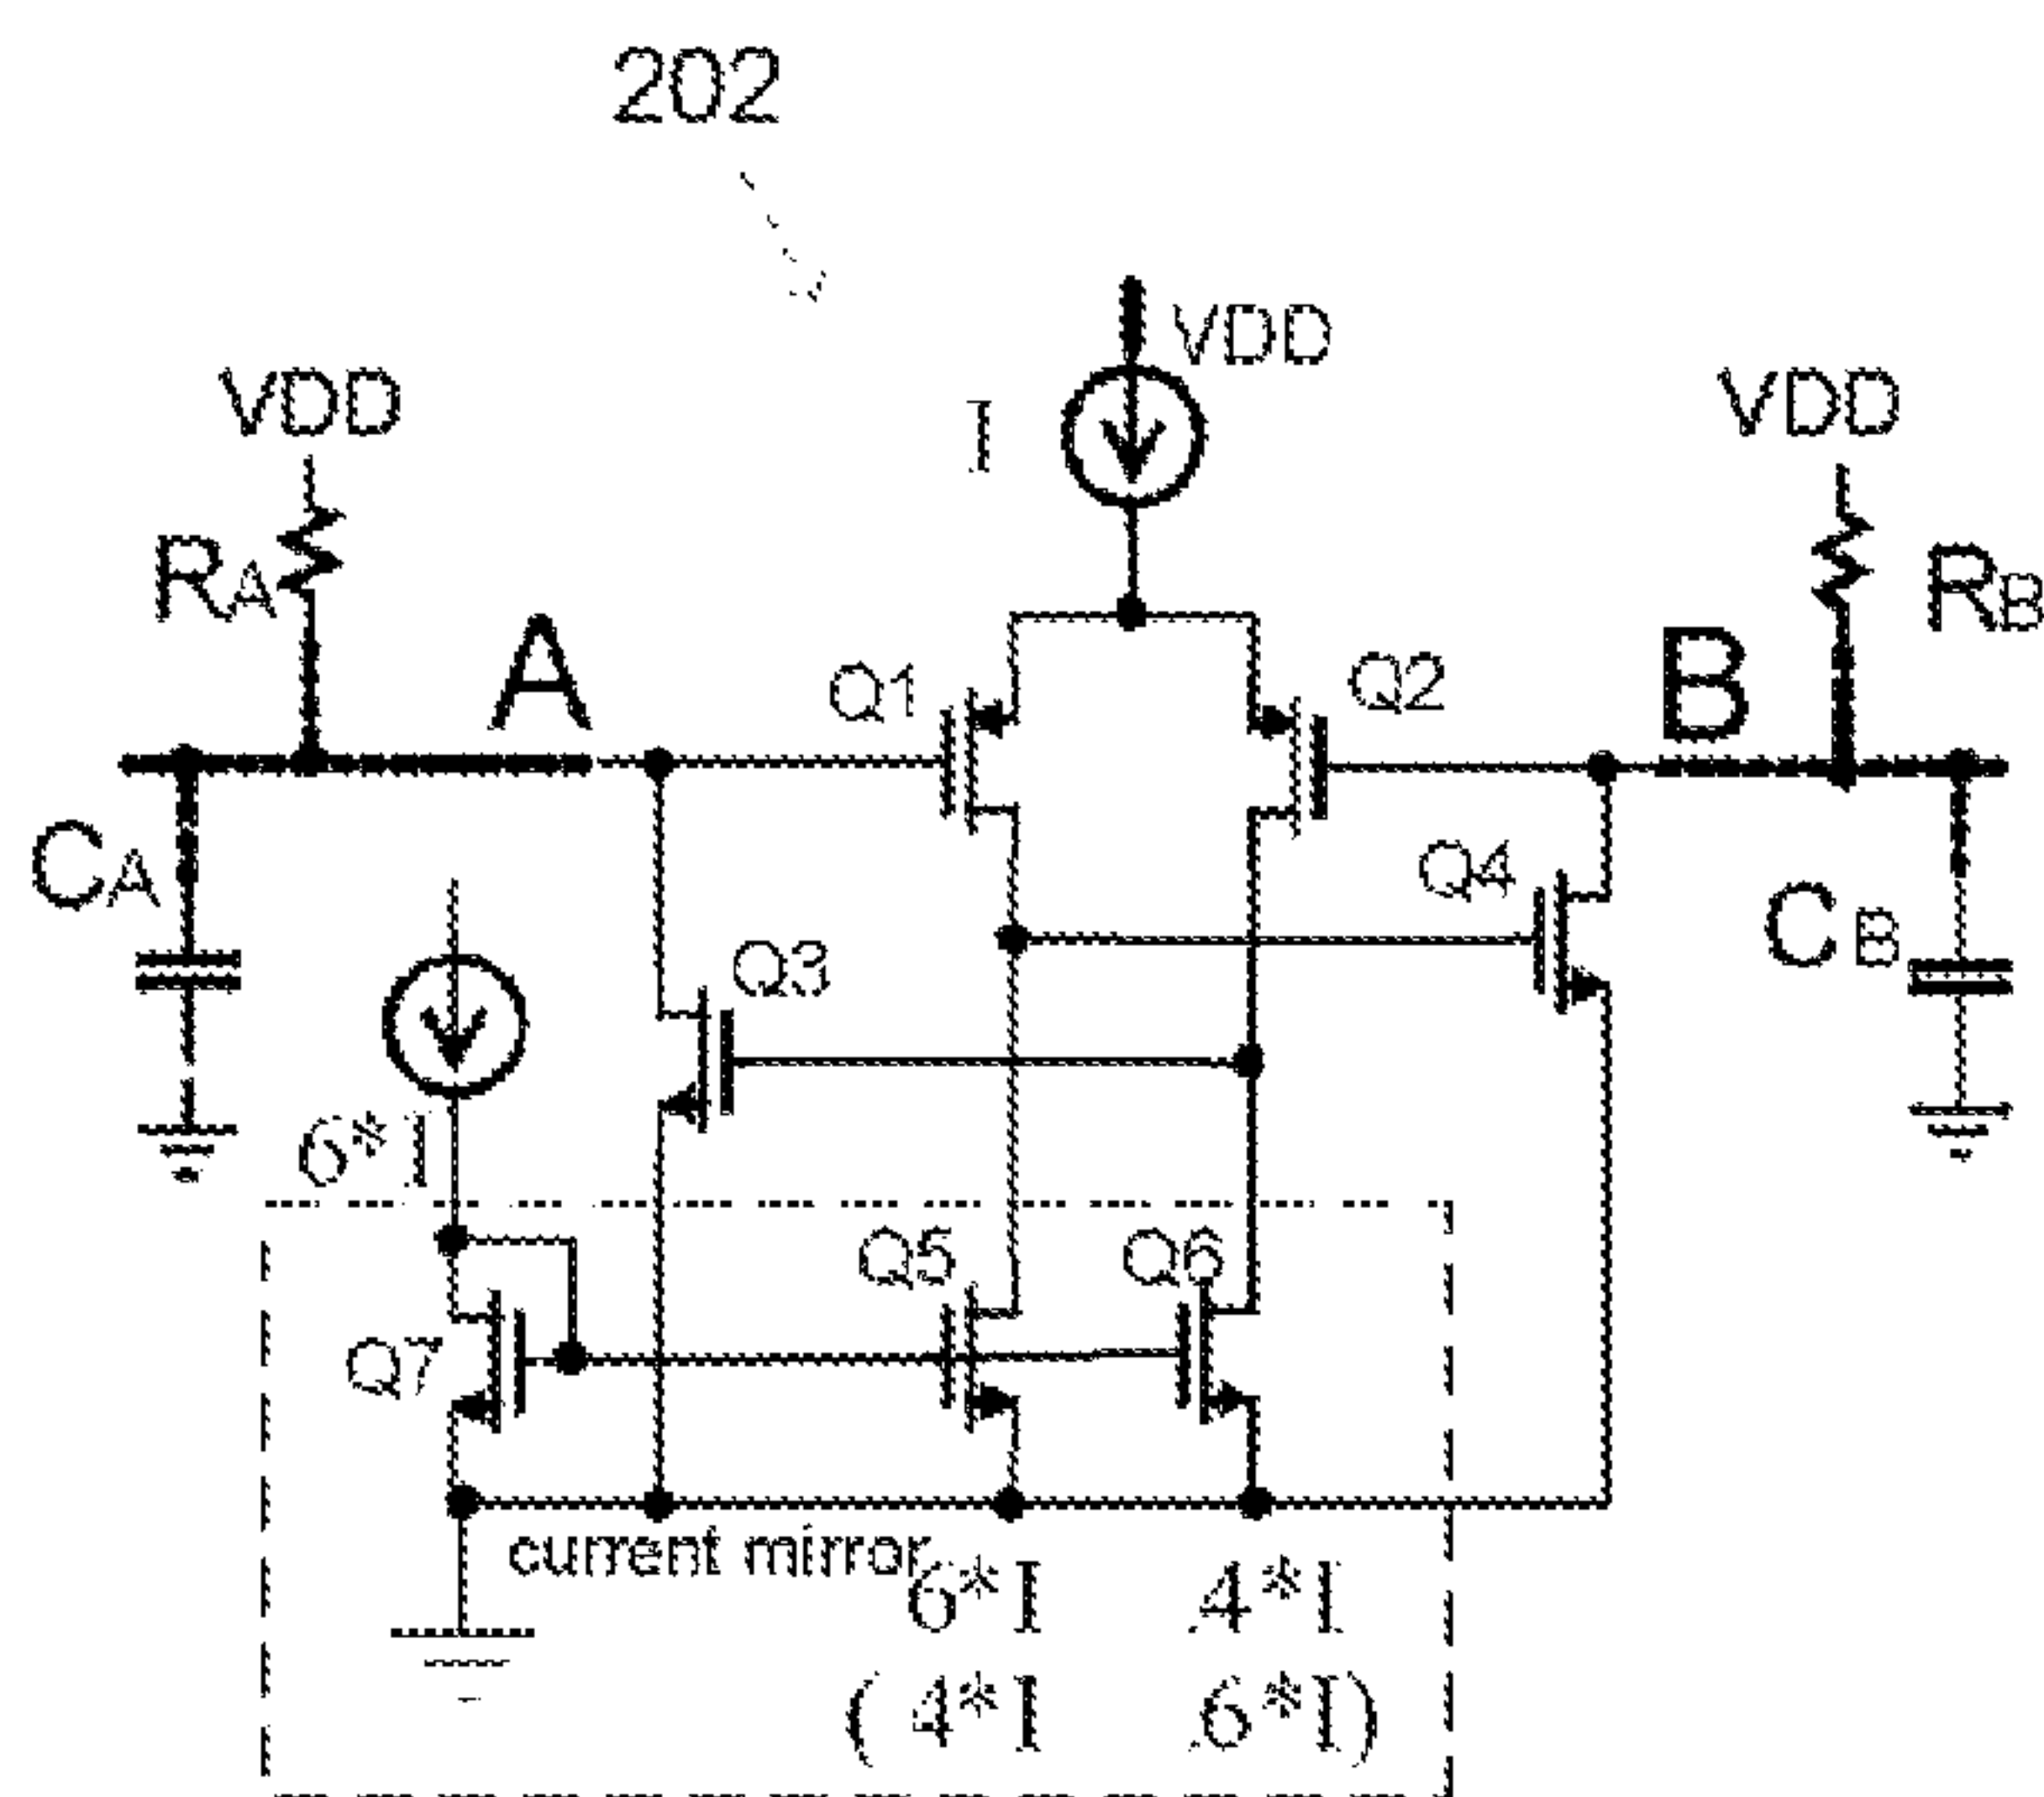 202
VDD
I
VDD
VDD
RA
A
Q1
Q2
B
RB
CA
Q3
Q4
CB
6*I
Q5
Q6
Q7
current mirror
6*I .4*I
( 4*I .6*I)